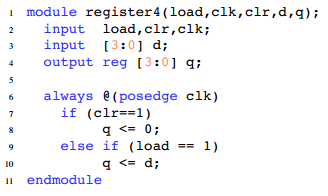 1 module register4(load,clk,clr,d,q);
2 input load,clr,clk;
3 input [3:0] d;
4 output reg [3:0] q;
5
6 always @(posedge clk)
7 if (clr==1)
8 q <= 0;
9 else if (load == 1)
10 q <= d;
11 endmodule